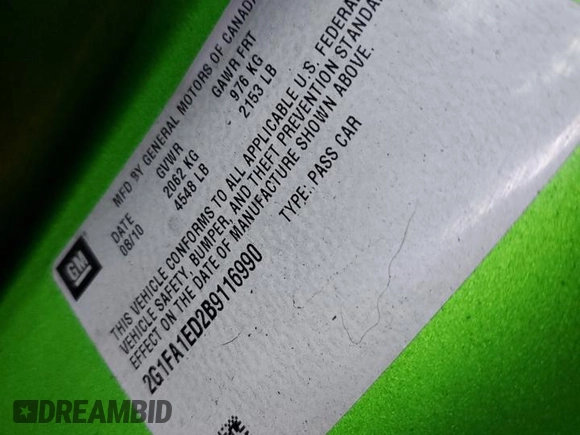 MFD BY GENERAL MOTORS OF CANADA
DATE GVWR GAWR FRT
08/10 2062 KG 976 KG
4548 LB 2153 LB
THIS VEHICLE CONFORMS TO ALL APPLICABLE U.S. FEDERAL
VEHICLE SAFETY, BUMPER, AND THEFT PREVENTION STANDA
EFFECT ON THE DATE OF MANUFACTURE SHOWN ABOVE.
2G1FA1ED2B9116990 TYPE: PASS CAR
GM
DREAMBID